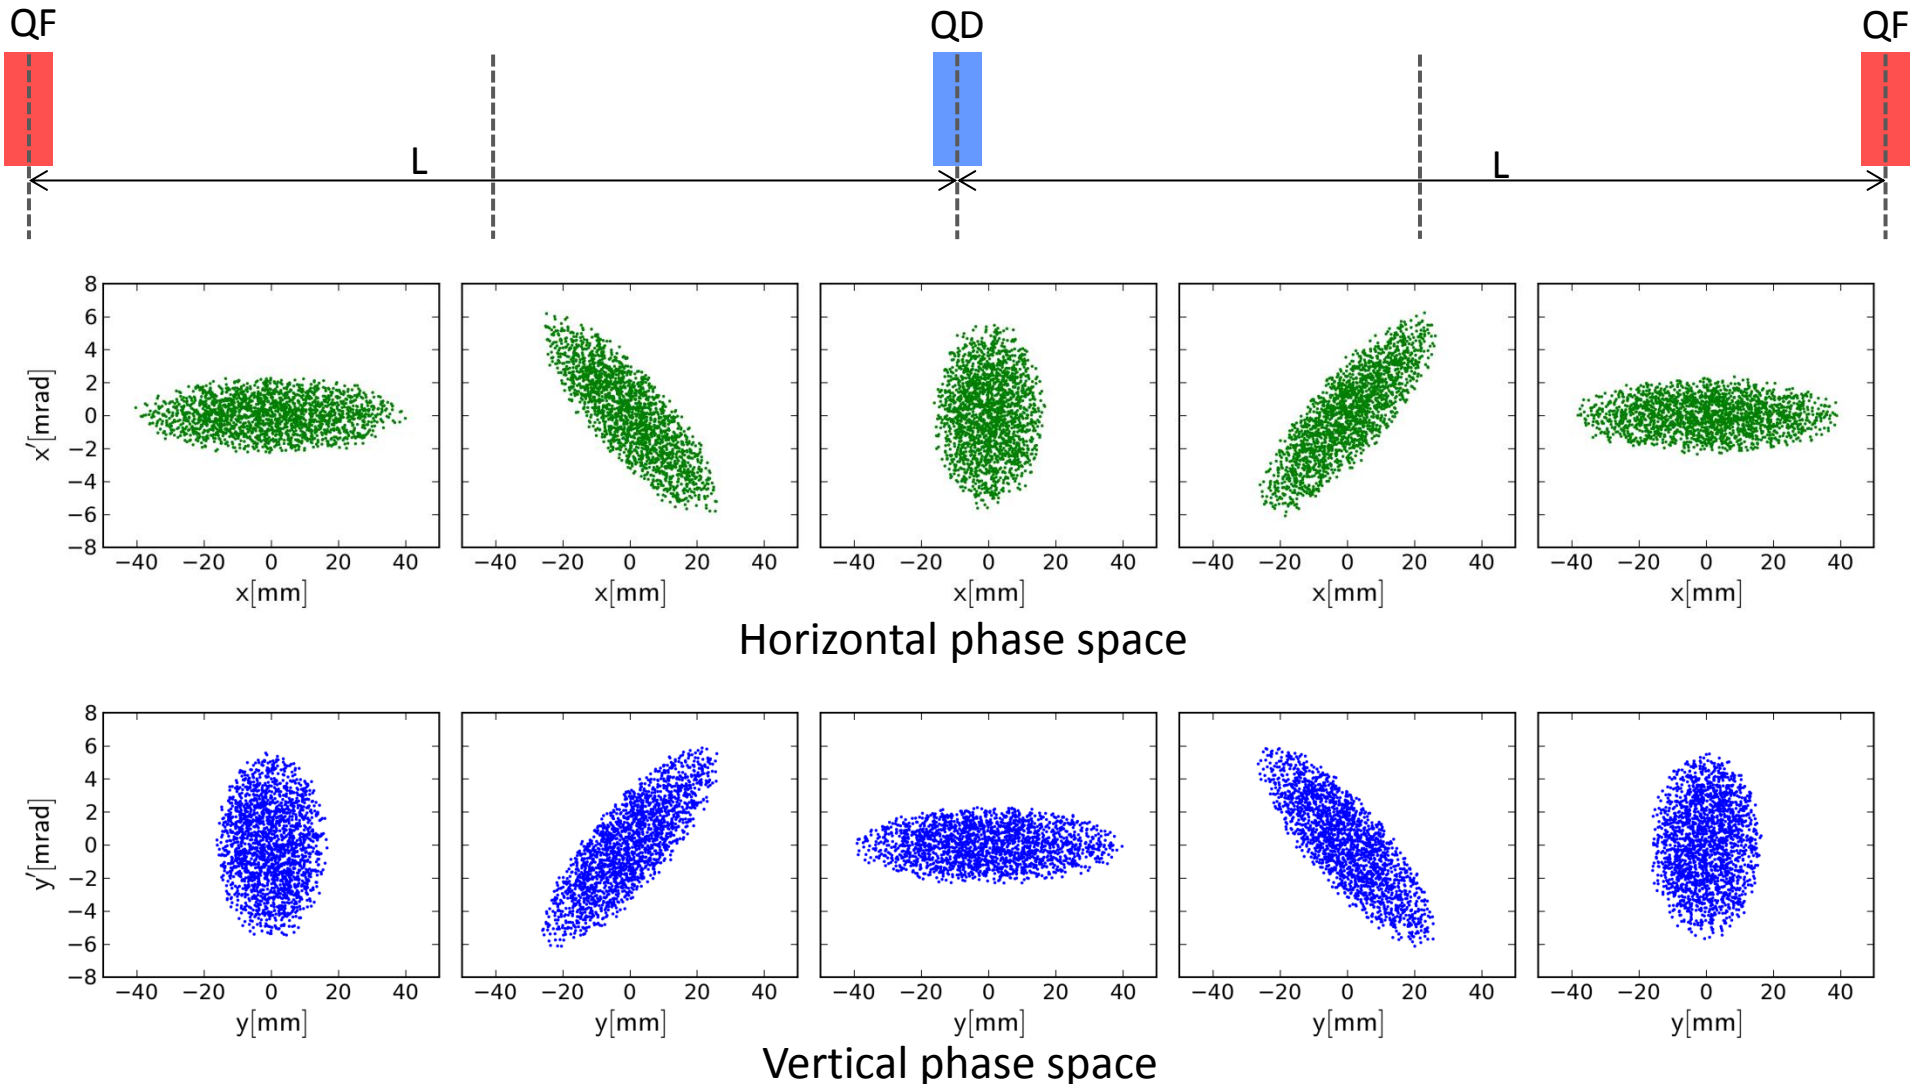 QF QD QF
L L
8
6
4
2
0
−2
−4
−6
−8
x′[mrad]
−40 −20 0 20 40 −40 −20 0 20 40 −40 −20 0 20 40 −40 −20 0 20 40 −40 −20 0 20 40
x[mm] x[mm] x[mm] x[mm] x[mm]
Horizontal phase space
8
6
4
2
0
−2
−4
−6
−8
y′[mrad]
−40 −20 0 20 40 −40 −20 0 20 40 −40 −20 0 20 40 −40 −20 0 20 40 −40 −20 0 20 40
y[mm] y[mm] y[mm] y[mm] y[mm]
Vertical phase space